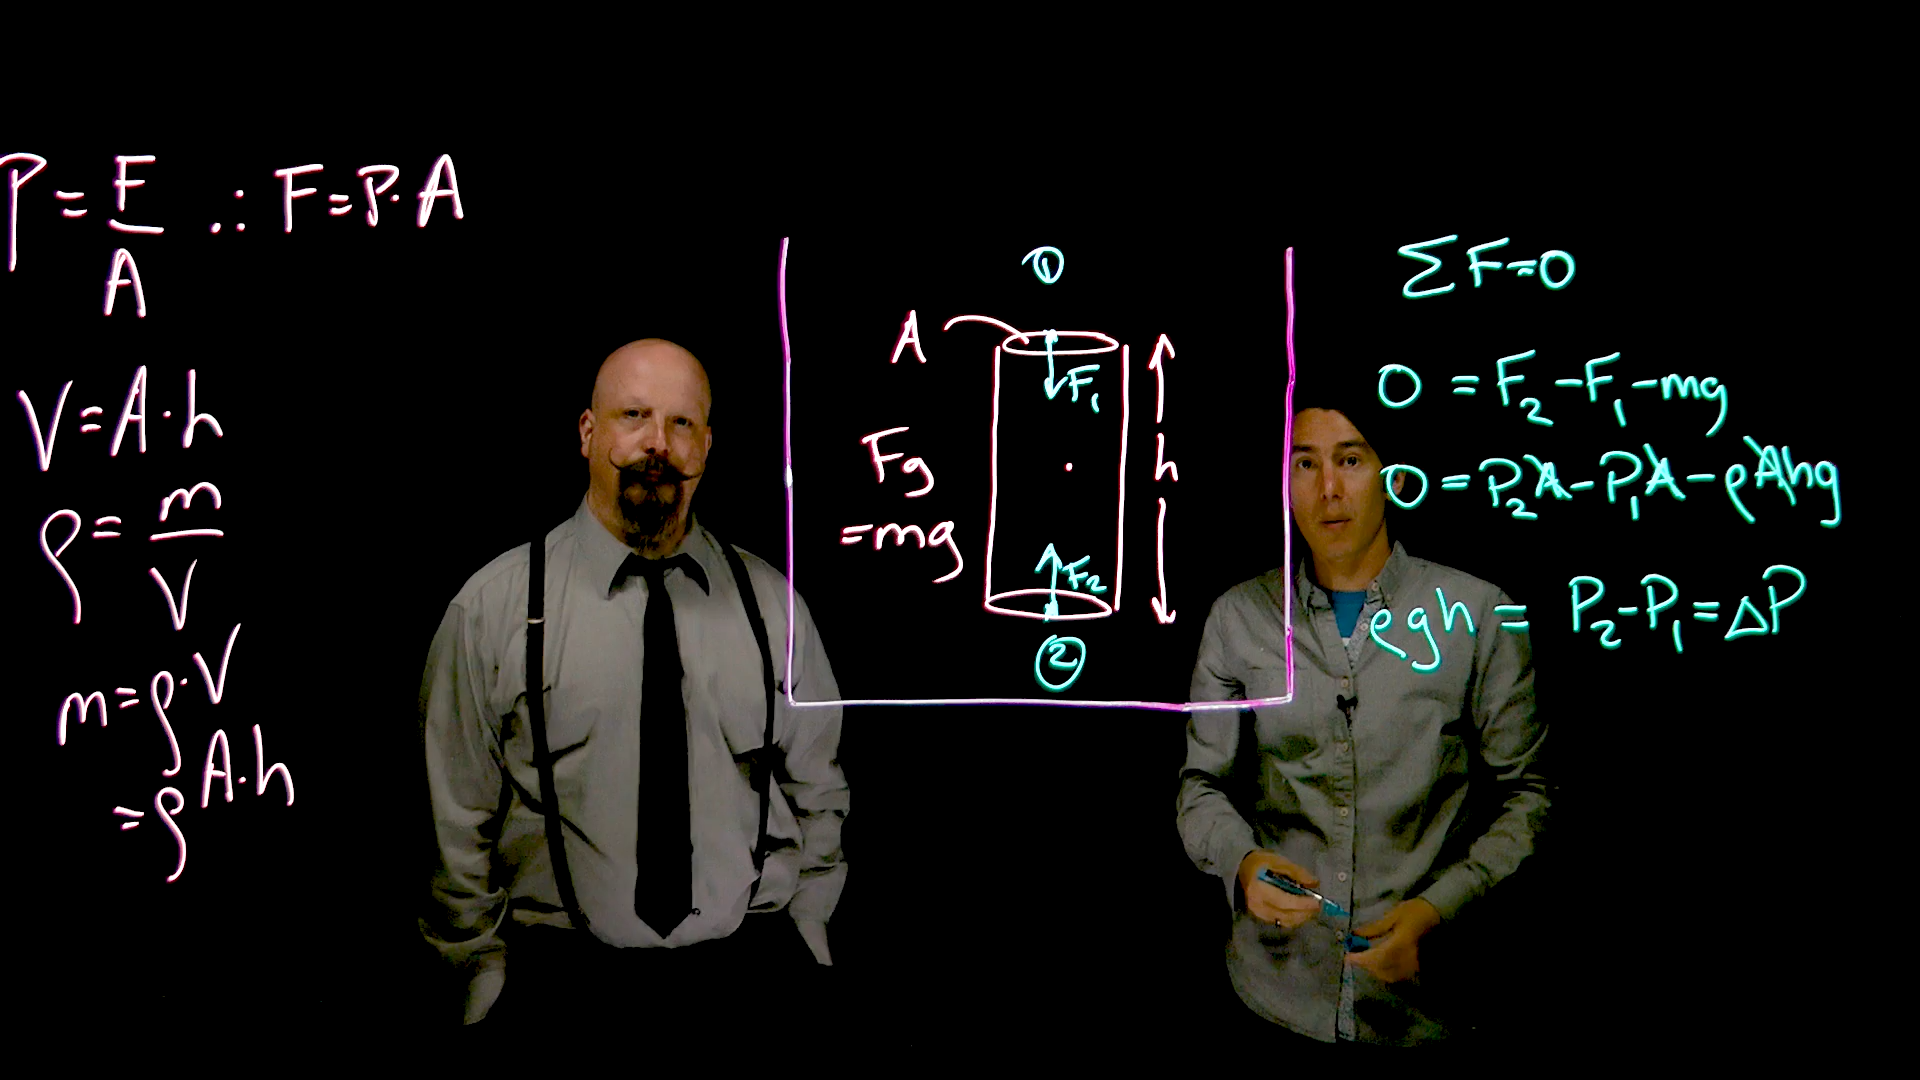 P = F/A ∴ F = P·A
V = A·h
ρ = m/V
m = ρ·V
= ρA·h
①
A
F₁
Fg
= mg
h
F₂
②
ΣF = 0
0 = F₂ - F₁ - mg
0 = P₂A - P₁A - ρAhg
ρgh = P₂ - P₁ = ΔP